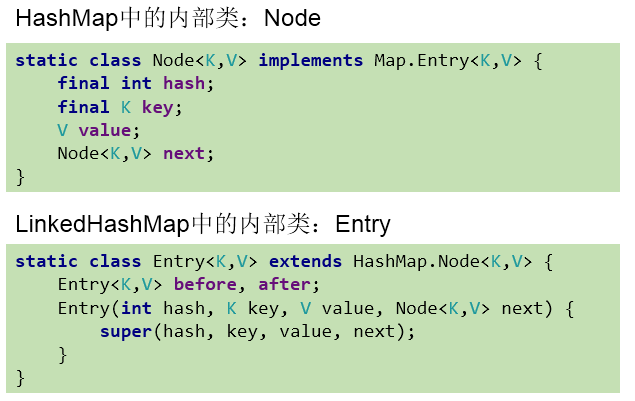 HashMap中的内部类：Node
static class Node<K,V> implements Map.Entry<K,V> {
    final int hash;
    final K key;
    V value;
    Node<K,V> next;
}
LinkedHashMap中的内部类：Entry
static class Entry<K,V> extends HashMap.Node<K,V> {
    Entry<K,V> before, after;
    Entry(int hash, K key, V value, Node<K,V> next) {
        super(hash, key, value, next);
    }
}